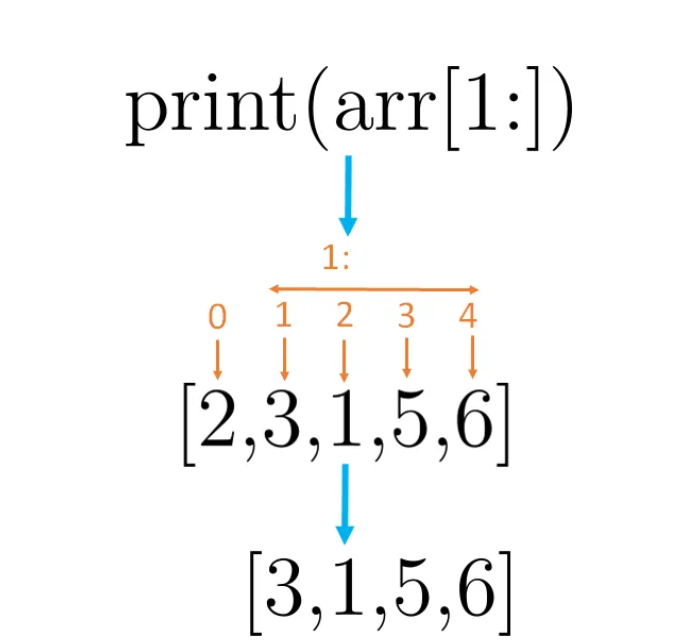 print(arr[1:])
1:
0 1 2 3 4
[2,3,1,5,6]
[3,1,5,6]